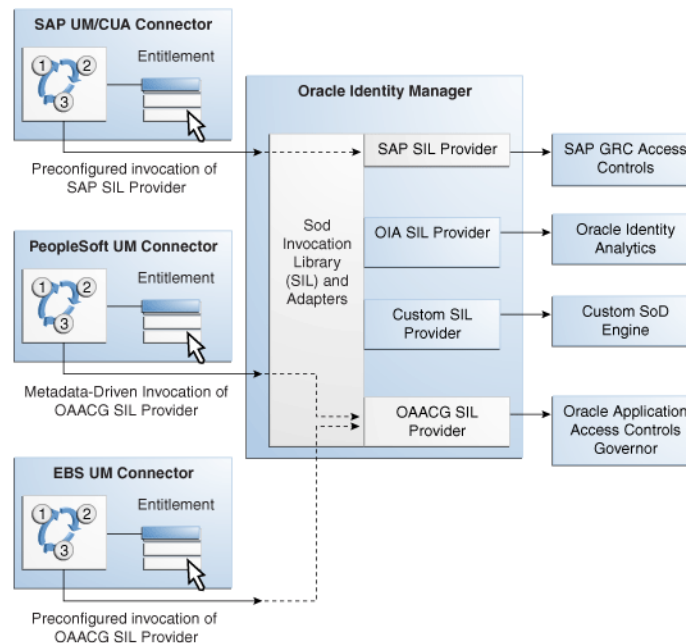 SAP UM/CUA Connector
1
2
3
Entitlement
Preconfigured invocation of
SAP SIL Provider
PeopleSoft UM Connector
1
2
3
Entitlement
Metadata-Driven Invocation of
OAACG SIL Provider
EBS UM Connector
1
2
3
Entitlement
Preconfigured invocation of
OAACG SIL Provider
Oracle Identity Manager
Sod
Invocation
Library
(SIL) and
Adapters
SAP SIL Provider
OIA SIL Provider
Custom SIL
Provider
OAACG SIL
Provider
SAP GRC Access
Controls
Oracle Identity
Analytics
Custom SoD
Engine
Oracle Application
Access Controls
Governor